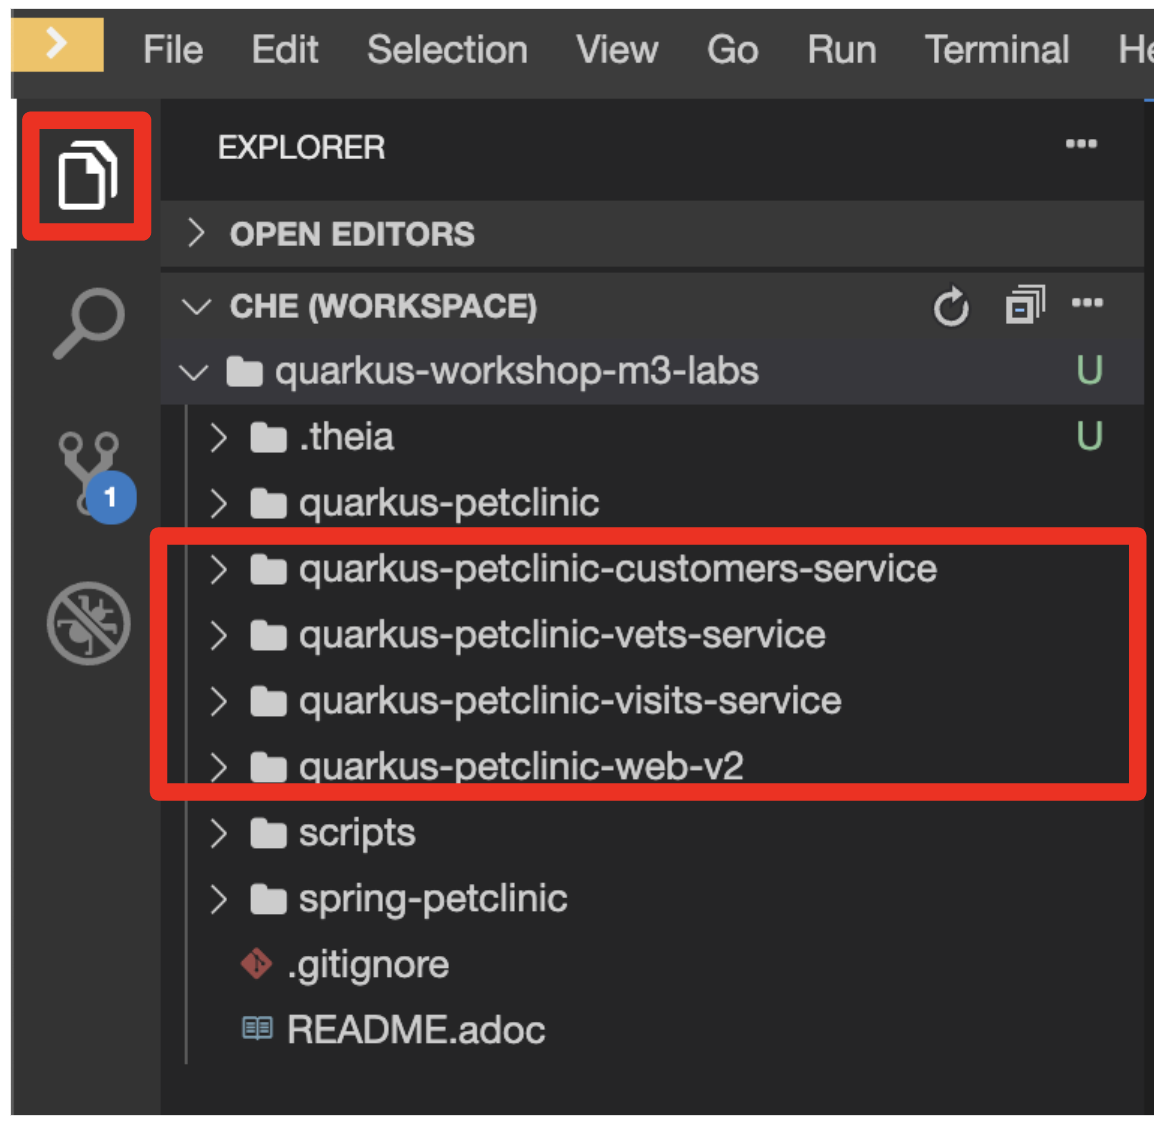 File Edit Selection View Go Run Terminal He
EXPLORER
OPEN EDITORS
CHE (WORKSPACE)
quarkus-workshop-m3-labs U
.theia U
1
quarkus-petclinic
quarkus-petclinic-customers-service
quarkus-petclinic-vets-service
quarkus-petclinic-visits-service
quarkus-petclinic-web-v2
scripts
spring-petclinic
.gitignore
README.adoc